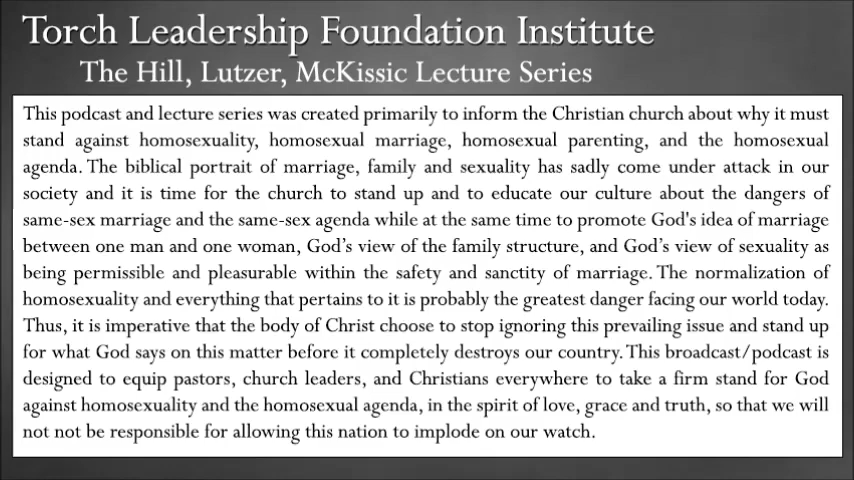 Torch Leadership Foundation Institute
The Hill, Lutzer, McKissic Lecture Series
This podcast and lecture series was created primarily to inform the Christian church about why it must
stand against homosexuality, homosexual marriage, homosexual parenting, and the homosexual
agenda. The biblical portrait of marriage, family and sexuality has sadly come under attack in our
society and it is time for the church to stand up and to educate our culture about the dangers of
same-sex marriage and the same-sex agenda while at the same time to promote God's idea of marriage
between one man and one woman, God's view of the family structure, and God's view of sexuality as
being permissible and pleasurable within the safety and sanctity of marriage. The normalization of
homosexuality and everything that pertains to it is probably the greatest danger facing our world today.
Thus, it is imperative that the body of Christ choose to stop ignoring this prevailing issue and stand up
for what God says on this matter before it completely destroys our country. This broadcast/podcast is
designed to equip pastors, church leaders, and Christians everywhere to take a firm stand for God
against homosexuality and the homosexual agenda, in the spirit of love, grace and truth, so that we will
not not be responsible for allowing this nation to implode on our watch.